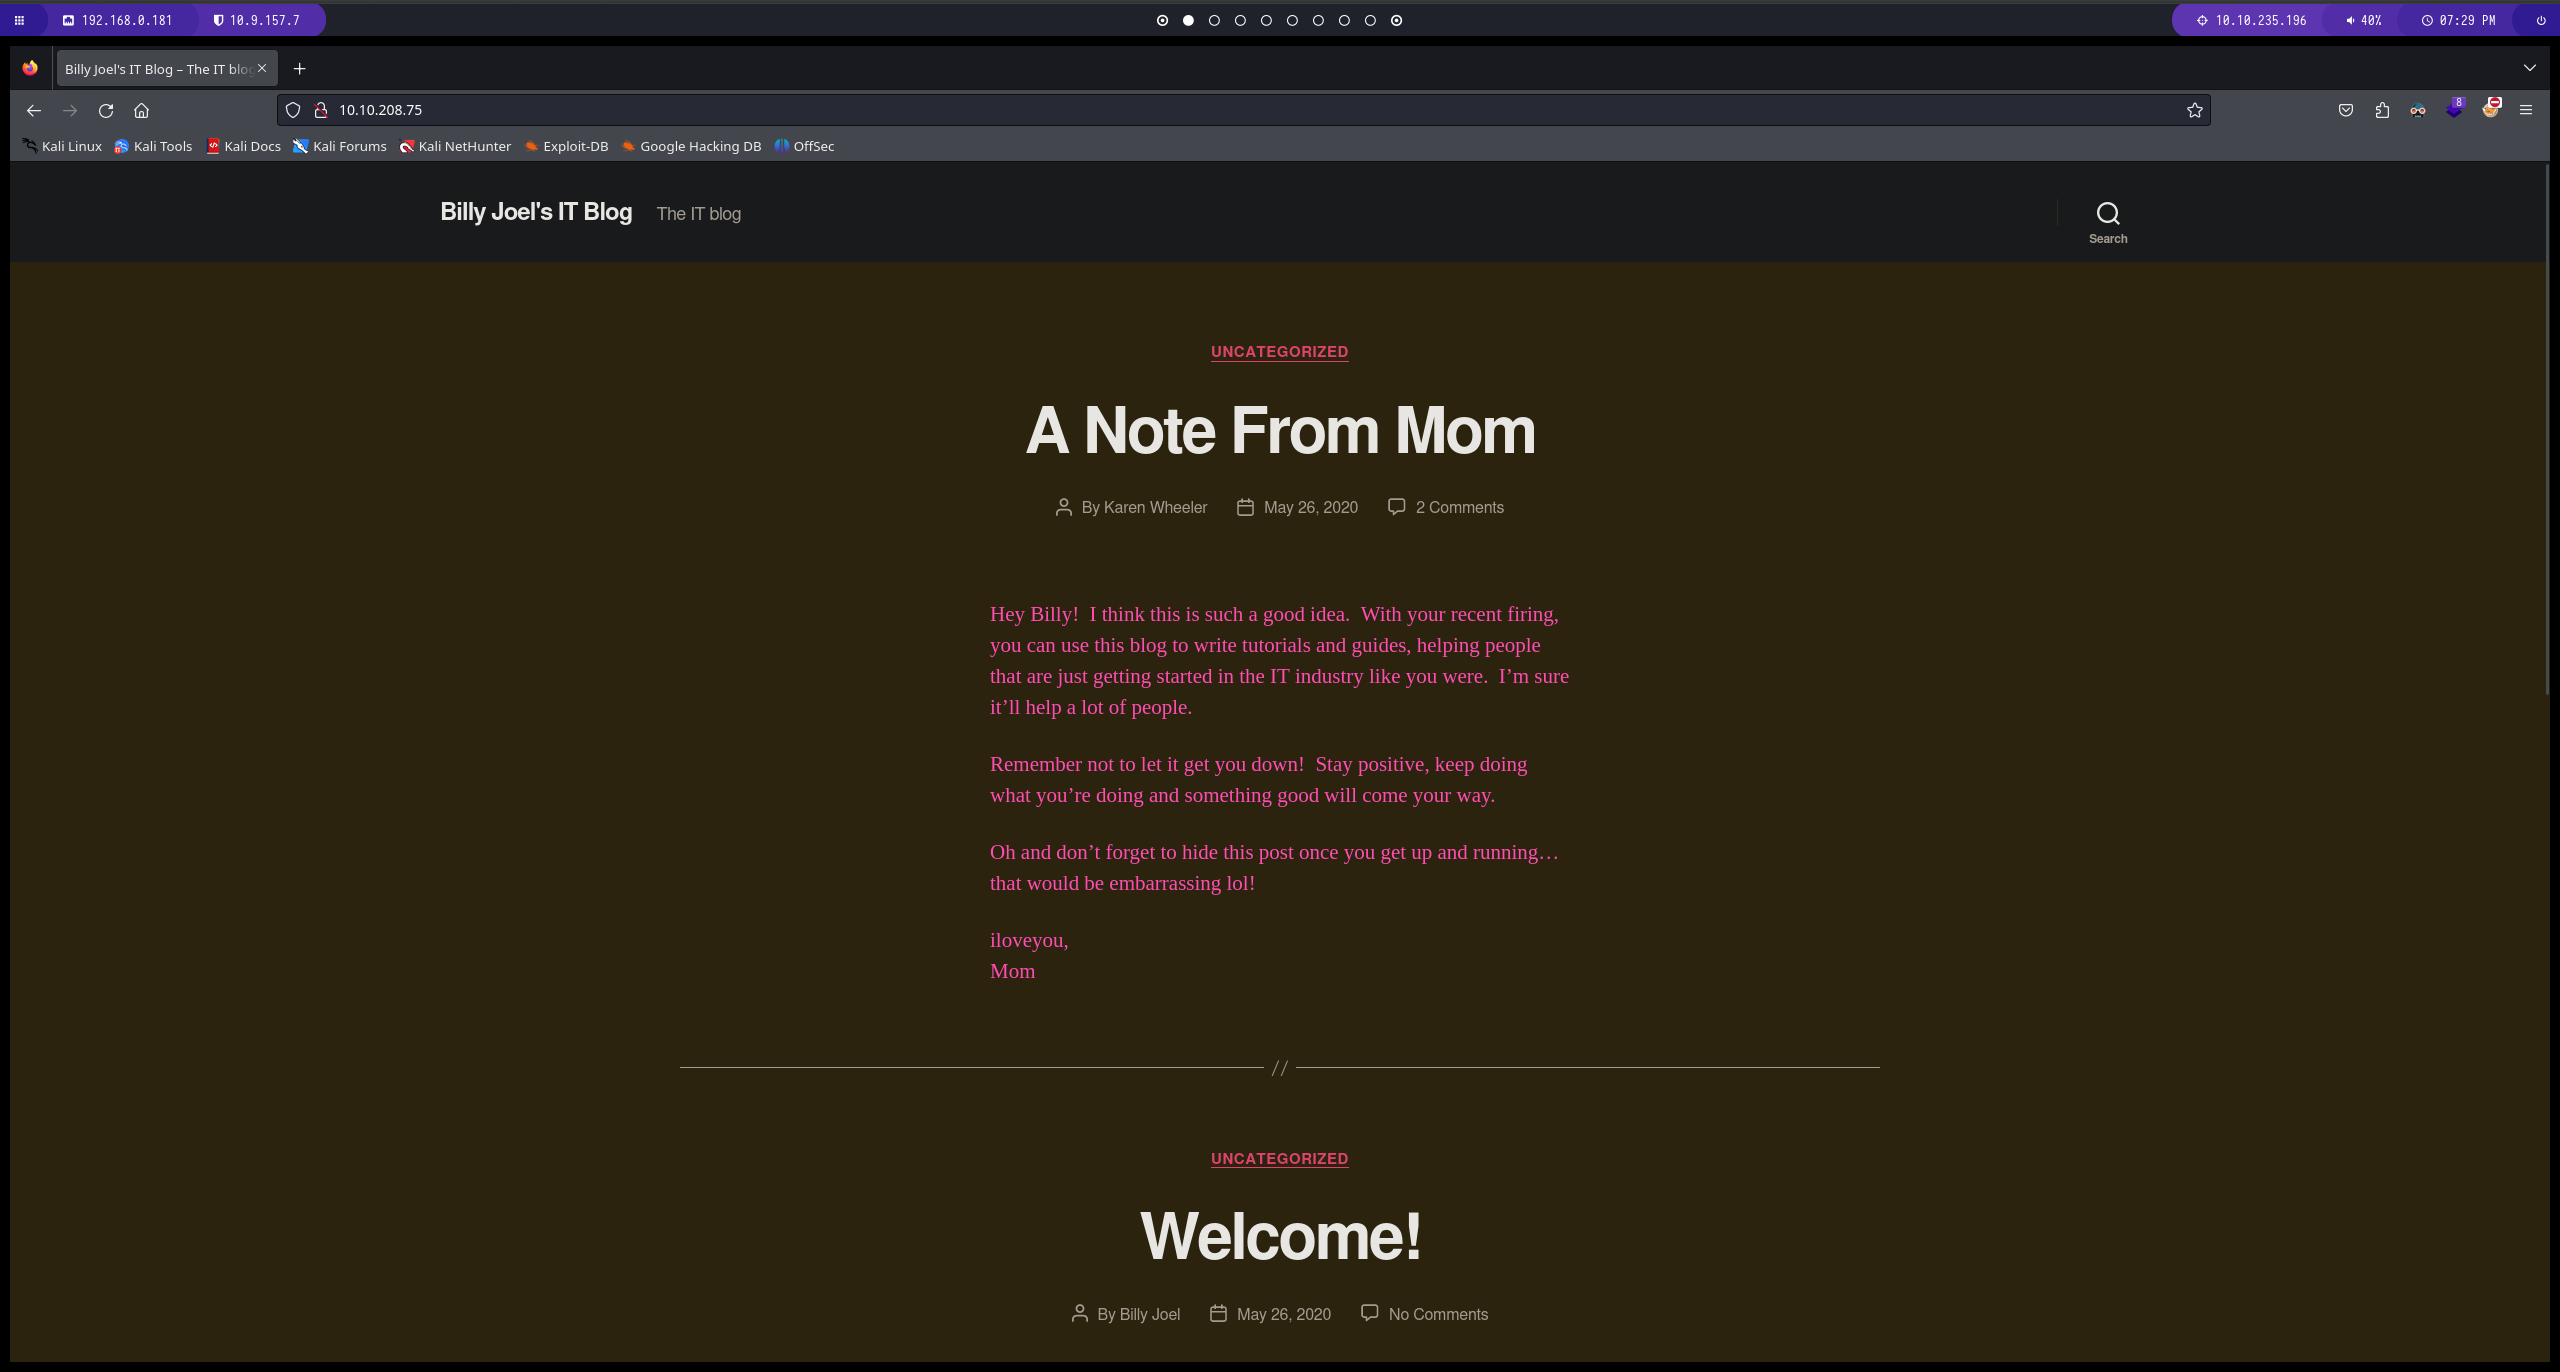 192.168.0.181 10.9.157.7 10.10.235.196 40% 07:29 PM
Billy Joel's IT Blog – The IT blog
10.10.208.75 8
Kali Linux Kali Tools Kali Docs Kali Forums Kali NetHunter Exploit-DB Google Hacking DB OffSec
Billy Joel's IT Blog The IT blog
Search
UNCATEGORIZED
A Note From Mom
By Karen Wheeler May 26, 2020 2 Comments
Hey Billy!  I think this is such a good idea.  With your recent firing,
you can use this blog to write tutorials and guides, helping people
that are just getting started in the IT industry like you were.  I’m sure
it’ll help a lot of people.
Remember not to let it get you down!  Stay positive, keep doing
what you’re doing and something good will come your way.
Oh and don’t forget to hide this post once you get up and running…
that would be embarrassing lol!
iloveyou,
Mom
//
UNCATEGORIZED
Welcome!
By Billy Joel May 26, 2020 No Comments